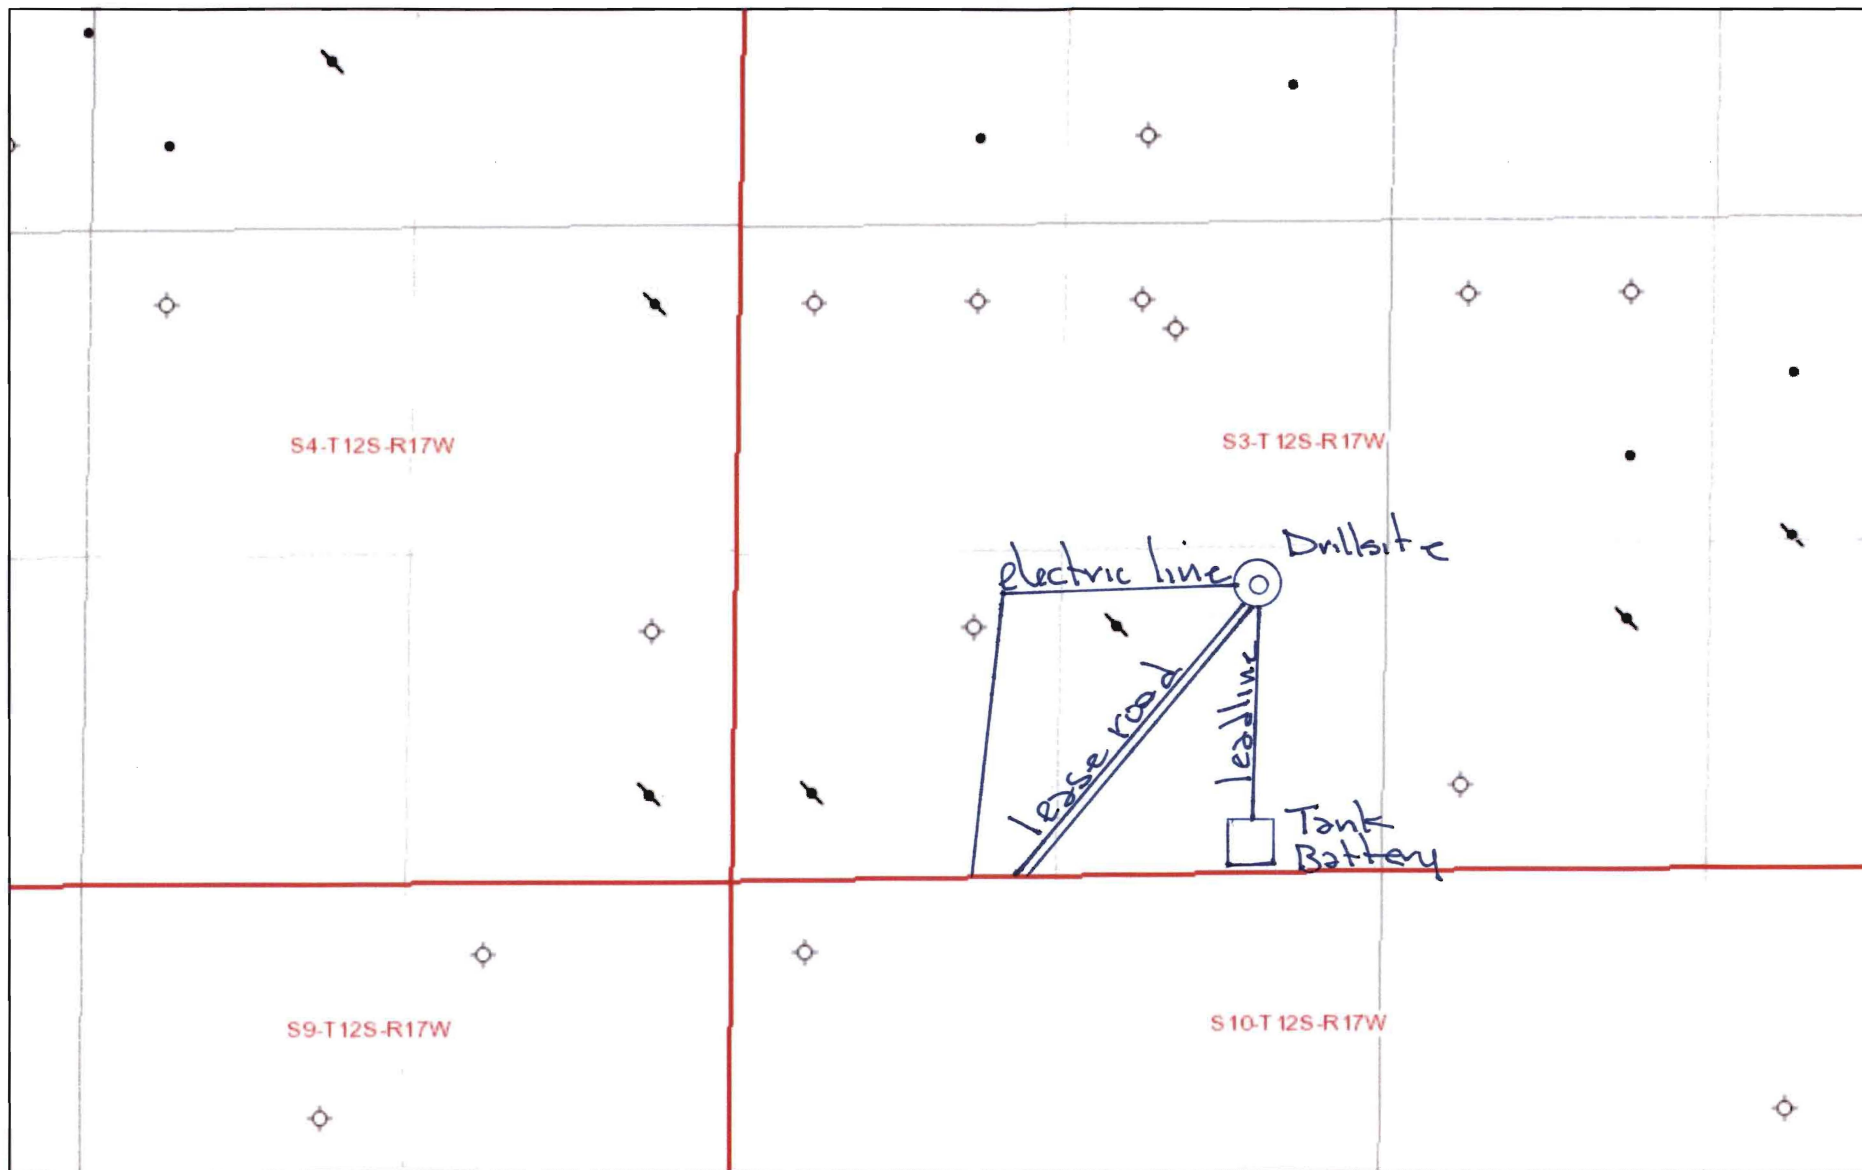 S4-T12S-R17W
S3-T12S-R17W
Drillsite
electric line
lease road
leadline
Tank
Battery
S9-T12S-R17W
S10-T12S-R17W